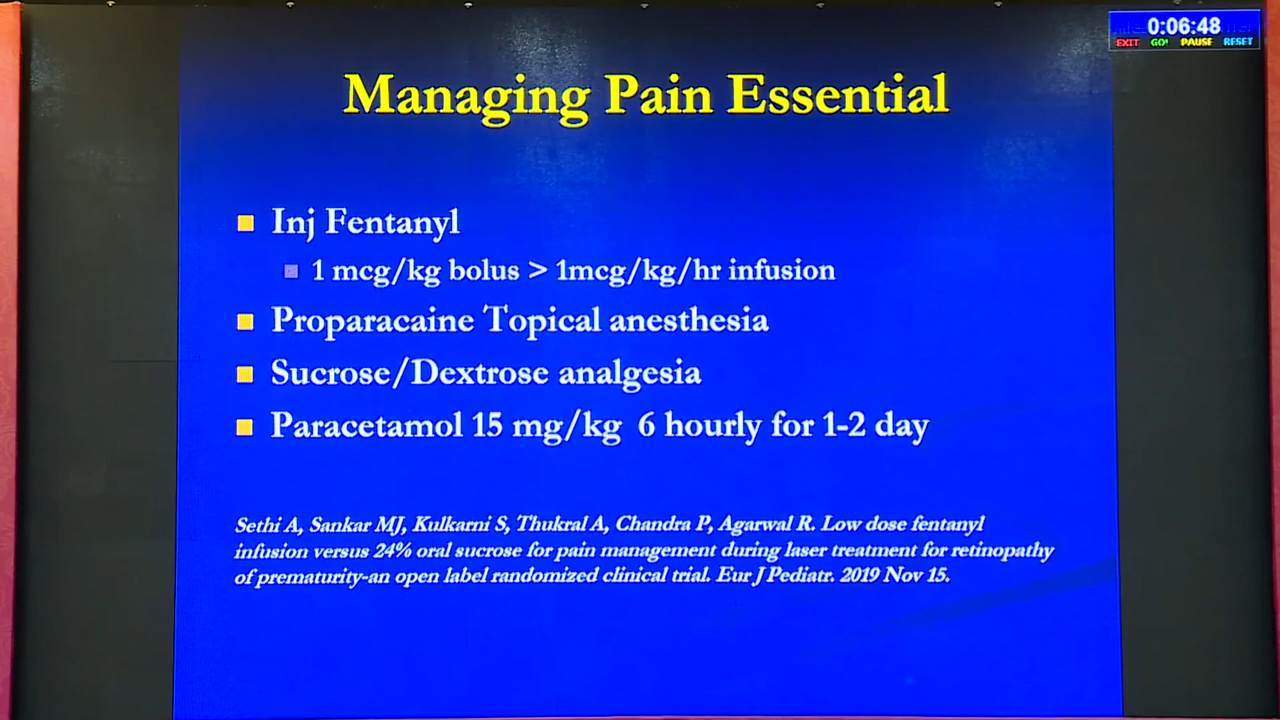 0:06:48
EXIT GO! PAUSE RESET
Managing Pain Essential
Inj Fentanyl
1 mcg/kg bolus > 1mcg/kg/hr infusion
Proparacaine Topical anesthesia
Sucrose/Dextrose analgesia
Paracetamol 15 mg/kg 6 hourly for 1-2 day
Sethi A, Sankar MJ, Kulkarni S, Thukral A, Chandra P, Agarwal R. Low dose fentanyl
infusion versus 24% oral sucrose for pain management during laser treatment for retinopathy
of prematurity-an open label randomized clinical trial. Eur J Pediatr. 2019 Nov 15.